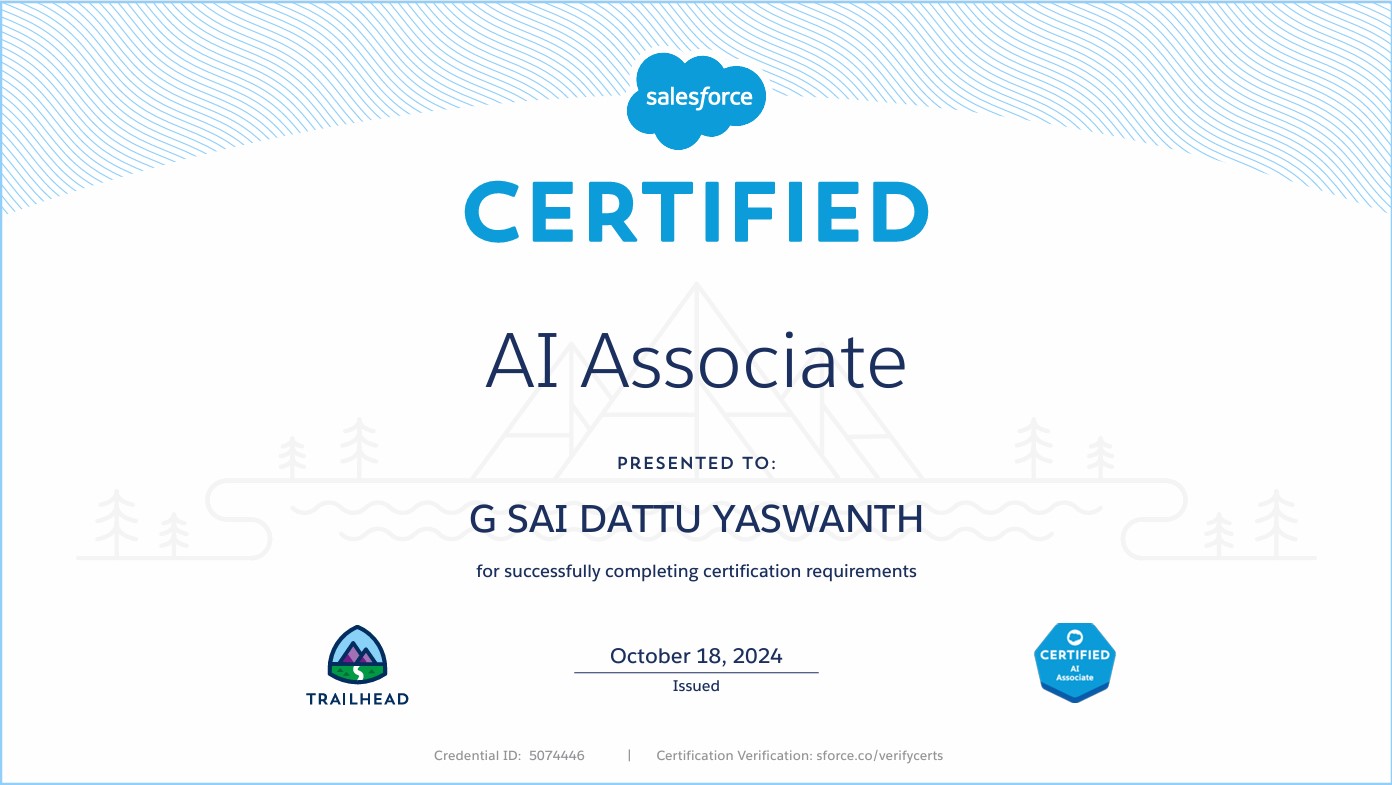 salesforce
CERTIFIED
AI Associate
PRESENTED TO:
G SAI DATTU YASWANTH
for successfully completing certification requirements
TRAILHEAD
October 18, 2024
Issued
CERTIFIED
AI
Associate
Credential ID: 5074446 | Certification Verification: sforce.co/verifycerts